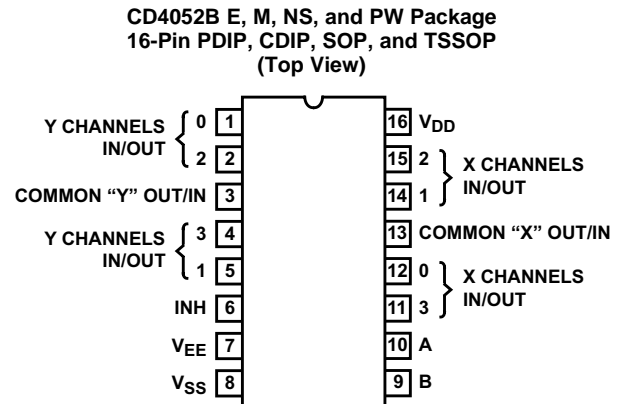 CD4052B E, M, NS, and PW Package
16-Pin PDIP, CDIP, SOP, and TSSOP
(Top View)
Y CHANNELS IN/OUT 0 1
2 2
COMMON “Y” OUT/IN 3
Y CHANNELS IN/OUT 3 4
1 5
INH 6
VEE 7
VSS 8
16 VDD
15 2 X CHANNELS IN/OUT
14 1
13 COMMON “X” OUT/IN
12 0 X CHANNELS IN/OUT
11 3
10 A
9 B